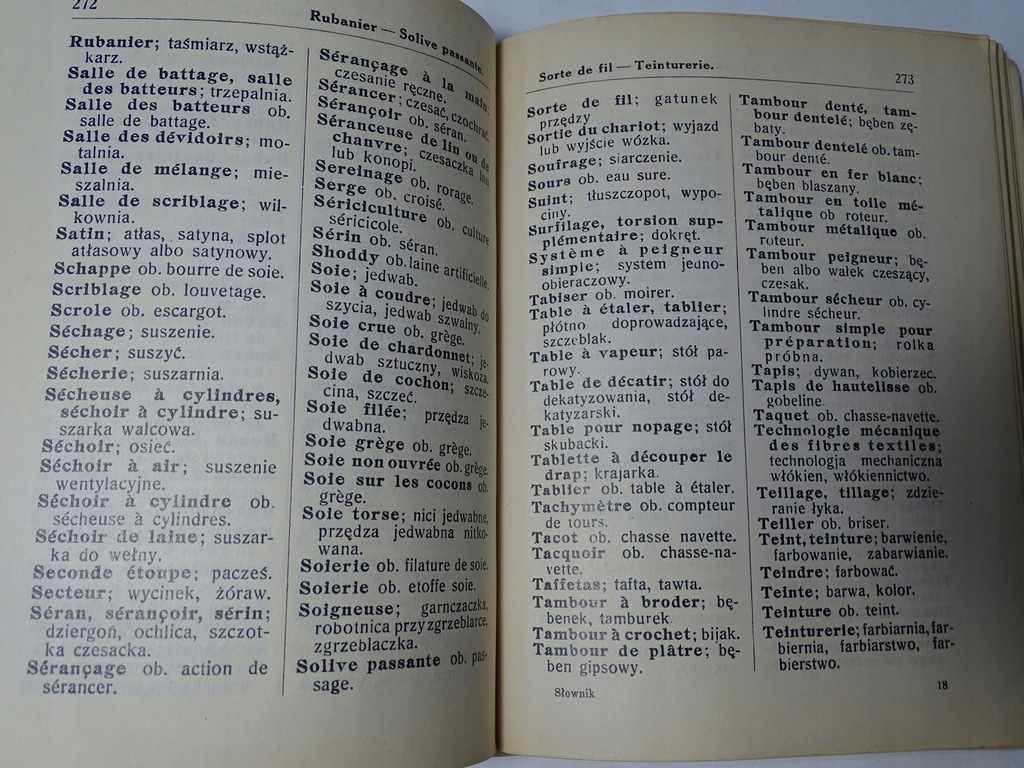 272
Rubanier — Solive passante.
Rubanier; taśmiarz, wstąż-
karz.
Salle de battage, salle
des batteurs; trzepalnia.
Salle des batteurs ob.
salle de battage.
Salle des dévidoirs; mo-
talnia.
Salle de mélange; mie-
szalnia.
Salle de scriblage; wil-
kownia.
Satin; atłas, satyna, splot
atłasowy albo satynowy.
Schappe ob. bourre de soie.
Scriblage ob. louvetage.
Scrole ob. escargot.
Séchage; suszenie.
Sécher; suszyć.
Sécherie; suszarnia.
Sécheuse à cylindres,
séchoir à cylindre; su-
szarka walcowa.
Séchoir; osieć.
Séchoir à air; suszenie
wentylacyjne.
Séchoir à cylindre ob.
sécheuse à cylindres.
Séchoir de laine; suszar-
ka do wełny.
Seconde étoupe; pacześ.
Secteur; wycinek, żóraw.
Séran, sérançoir, sérin;
dziergoń, ochlica, szczot-
ka czesacka.
Sérançage ob. action de
sérancer.
Sérançage à la main;
czesanie ręczne.
Sérancer; czesać, czochrać
Sérançoir ob. séran.
Séranceuse de lin ou de
chanvre; czesaczka lnu
lub konopi.
Sereinage ob. rorage.
Serge ob. croisé.
Sériciculture ob. culture
séricicole.
Sérin ob. séran.
Shoddy ob. laine artificielle.
Soie; jedwab.
Soie à coudre; jedwab do
szycia, jedwab szwalny.
Soie crue ob. grège.
Soie de chardonnet; je-
dwab sztuczny, wiskoza.
Soie de cochon; szcze-
cina, szczeć.
Soie filée; przędza je-
dwabna.
Soie grège ob. grège.
Soie non ouvrée ob. grège.
Soie sur les cocons ob.
grège.
Soie torse; nici jedwabne,
przędza jedwabna nitko-
wana.
Soierie ob. filature de soie.
Soierie ob. etoffe soie.
Soigneuse; garnczaczka,
robotnica przy zgrzeblarce,
zgrzeblaczka.
Solive passante ob. pas-
sage.
Sorte de fil — Teinturerie.
273
Sorte de fil; gatunek
przędzy
Sortie du chariot; wyjazd
lub wyjście wózka.
Soufrage; siarczenie.
Sours ob. eau sure.
Suint; tłuszczopot, wypo-
ciny.
Surfilage, torsion sup-
plémentaire; dokręt.
Système à peigneur
simple; system jedno-
obieraczowy.
Tabiser ob. moirer.
Table à étaler, tablier;
płótno doprowadzające,
szczeblak.
Table à vapeur; stół pa-
rowy.
Table de décatir; stół do
dekatyzowania, stół de-
katyzarski.
Table pour nopage; stół
skubacki.
Tablette à découper le
drap; krajarka.
Tablier ob. table à étaler.
Tachymètre ob. compteur
de tours.
Tacot ob. chasse navette.
Tacquoir ob. chasse-na-
vette.
Taffetas; tafta, tawta.
Tambour à broder; bę-
benek, tamburek
Tambour à crochet; bijak.
Tambour de plâtre; bę-
ben gipsowy.
Słownik
Tambour denté, tam-
bour dentelé; bęben zę-
baty.
Tambour dentelé ob. tam-
bour denté.
Tambour en fer blanc;
bęben blaszany.
Tambour en toile mé-
talique ob roteur.
Tambour métalique ob.
roteur.
Tambour peigneur; bę-
ben albo wałek czeszący,
czesak.
Tambour sécheur ob. cy-
lindre sécheur.
Tambour simple pour
préparation; rolka
próbna.
Tapis; dywan, kobierzec.
Tapis de hautelisse ob.
gobeline
Taquet ob. chasse-navette.
Technologie mécanique
des fibres textiles;
technologja mechaniczna
włókien, włókiennictwo.
Teillage, tillage; zdzie-
ranie łyka.
Teiller ob. briser.
Teint, teinture; barwienie,
farbowanie, zabarwianie.
Teindre; farbować.
Teinte; barwa, kolor.
Teinture ob. teint.
Teinturerie; farbiarnia, far-
biernia, farbiarstwo, far-
bierstwo.
18